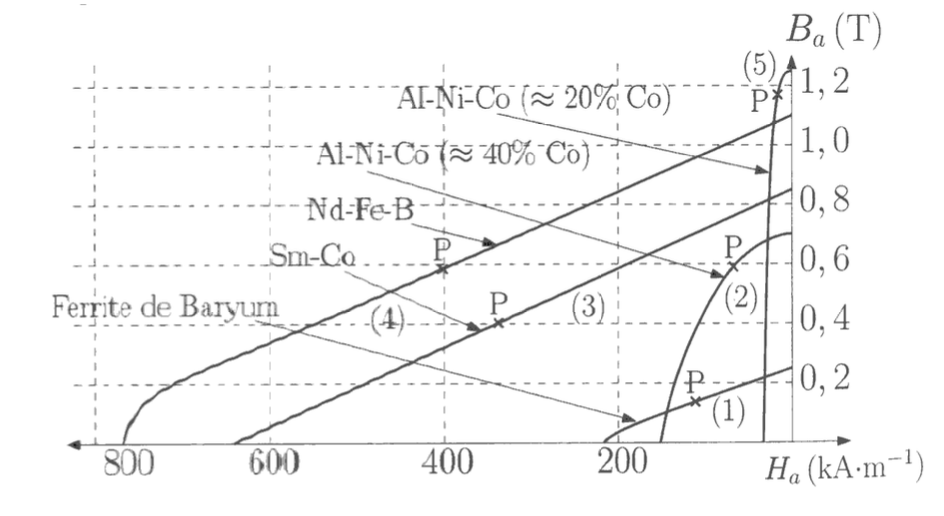 B_a (T)
(5)
1, 2
P
Al-Ni-Co (≈ 20% Co)
1, 0
Al-Ni-Co (≈ 40% Co)
0, 8
Nd-Fe-B
P
P
Sm-Co
0, 6
P
(2)
Ferrite de Baryum
(4)
(3)
0, 4
P
0, 2
(1)
800
600
400
200
H_a (kA·m⁻¹)